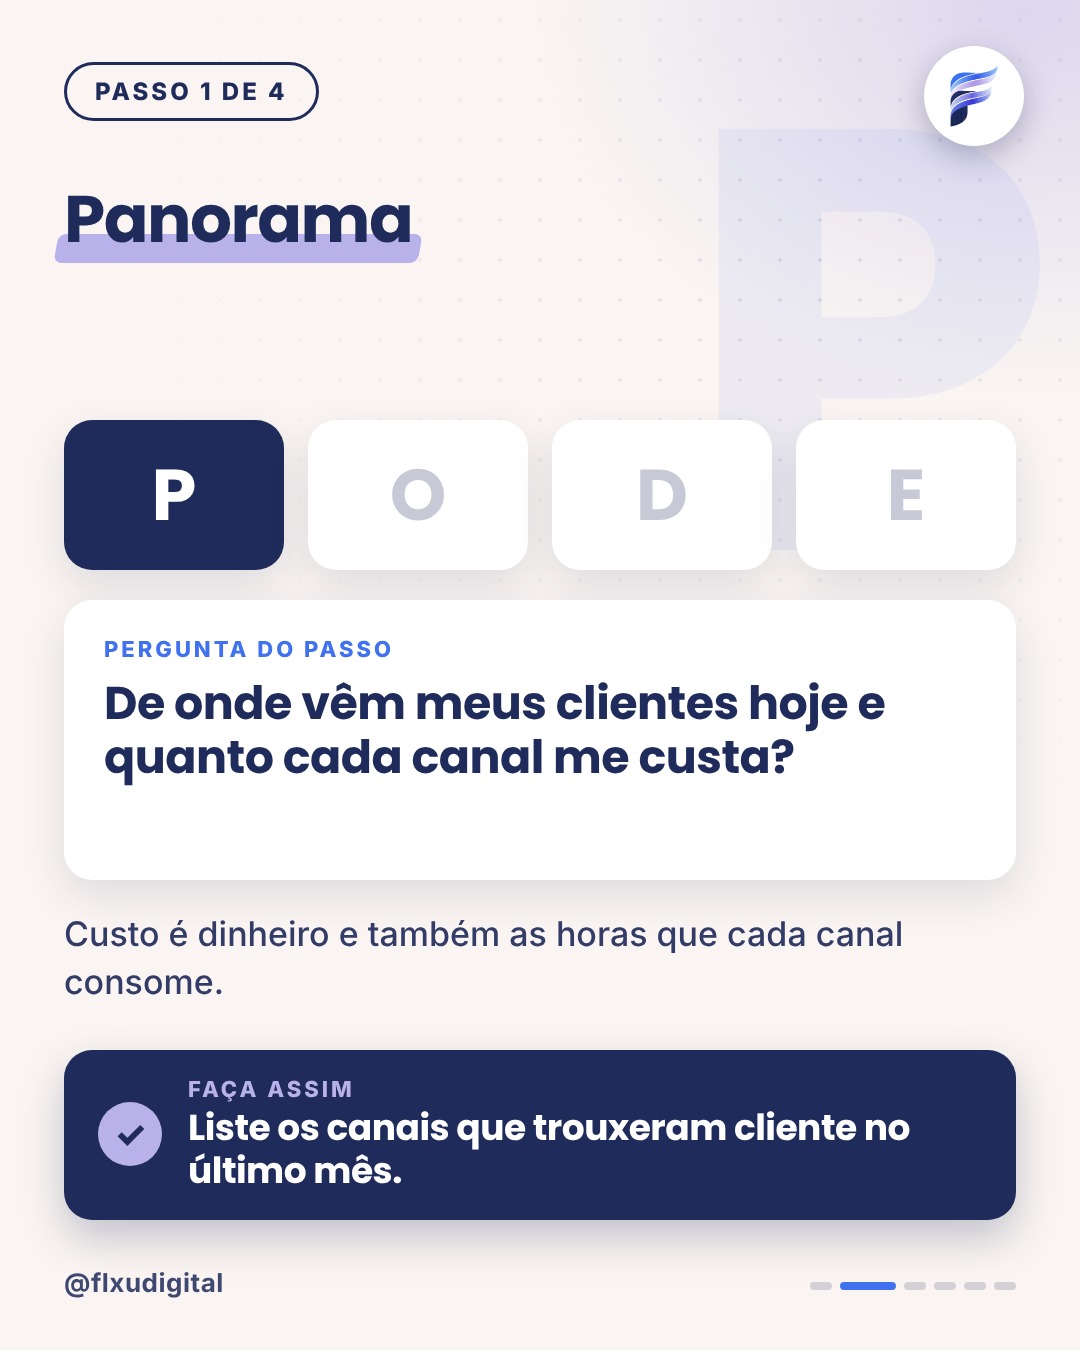 PASSO 1 DE 4
Panorama
P
P
O
D
E
PERGUNTA DO PASSO
De onde vêm meus clientes hoje e
quanto cada canal me custa?
Custo é dinheiro e também as horas que cada canal
consome.
FAÇA ASSIM
Liste os canais que trouxeram cliente no
último mês.
@flxudigital